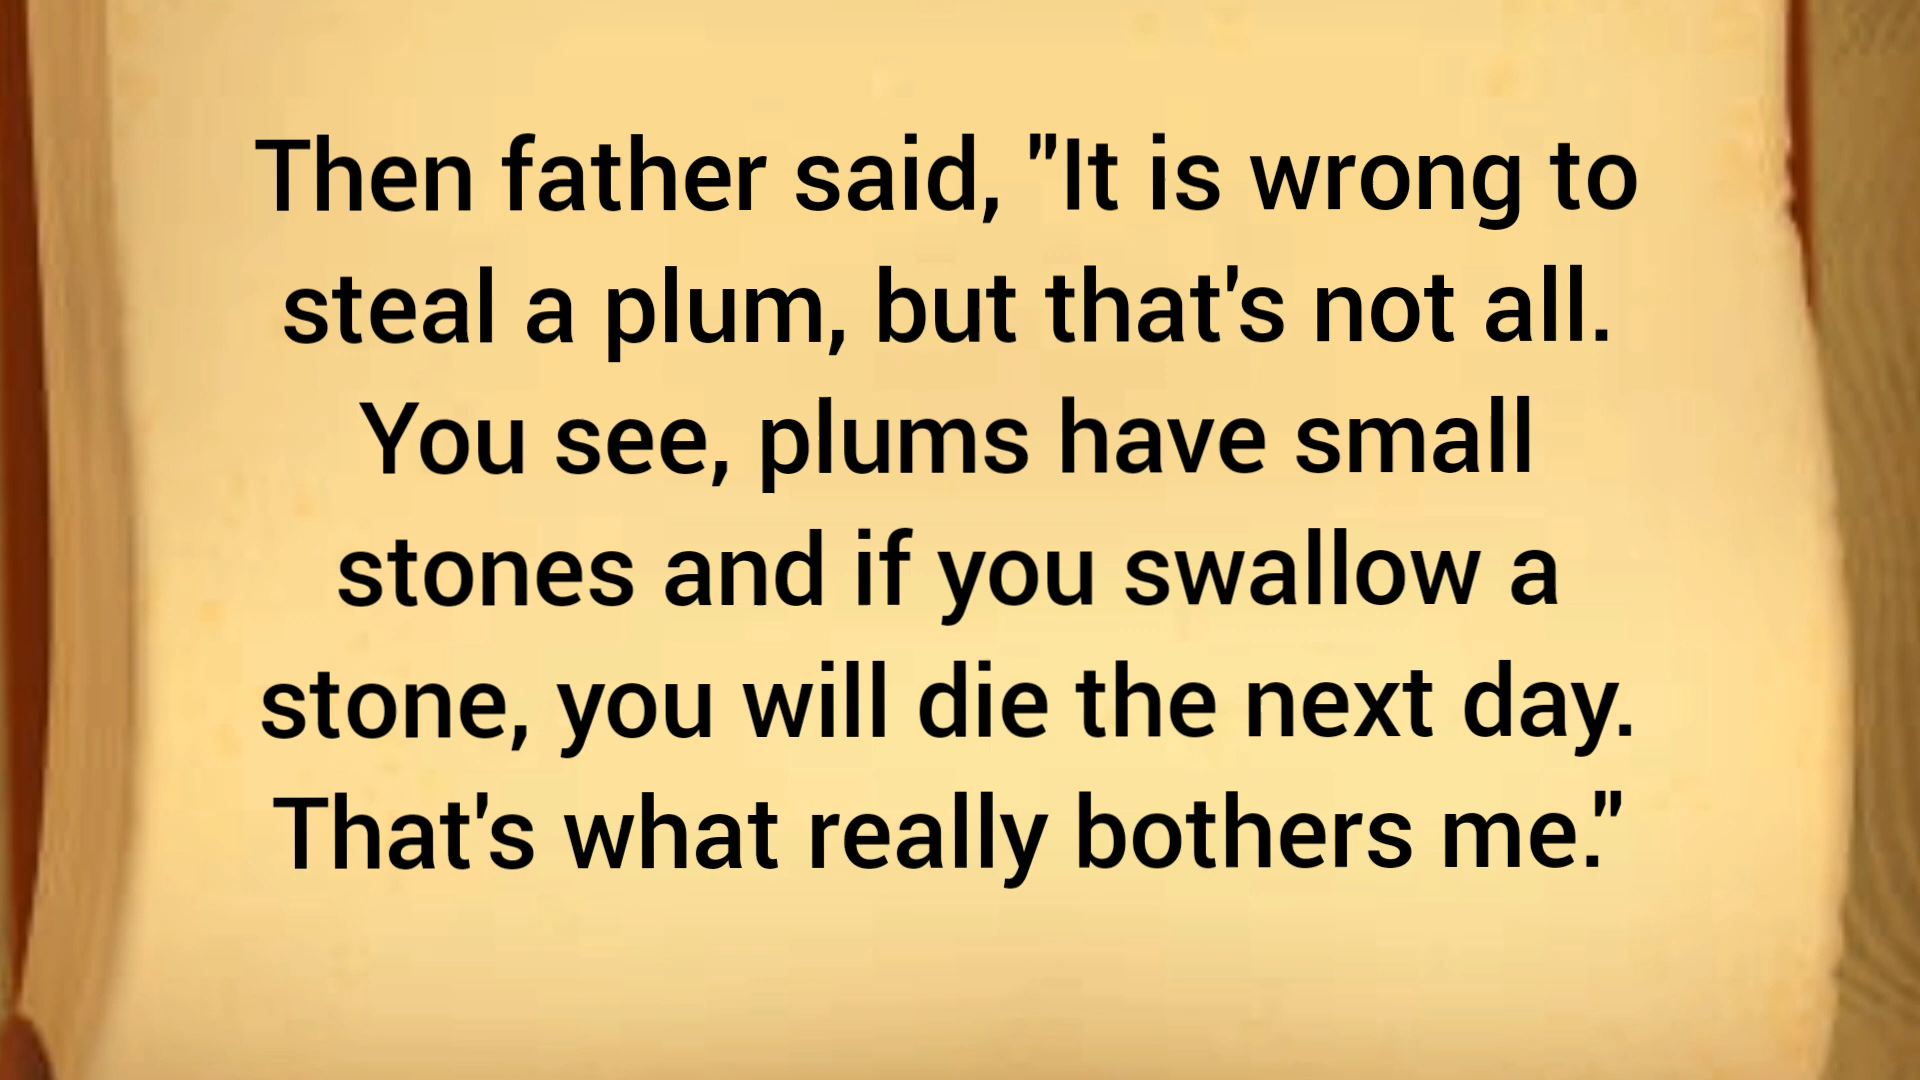 Then father said, "It is wrong to
steal a plum, but that's not all.
You see, plums have small
stones and if you swallow a
stone, you will die the next day.
That's what really bothers me."